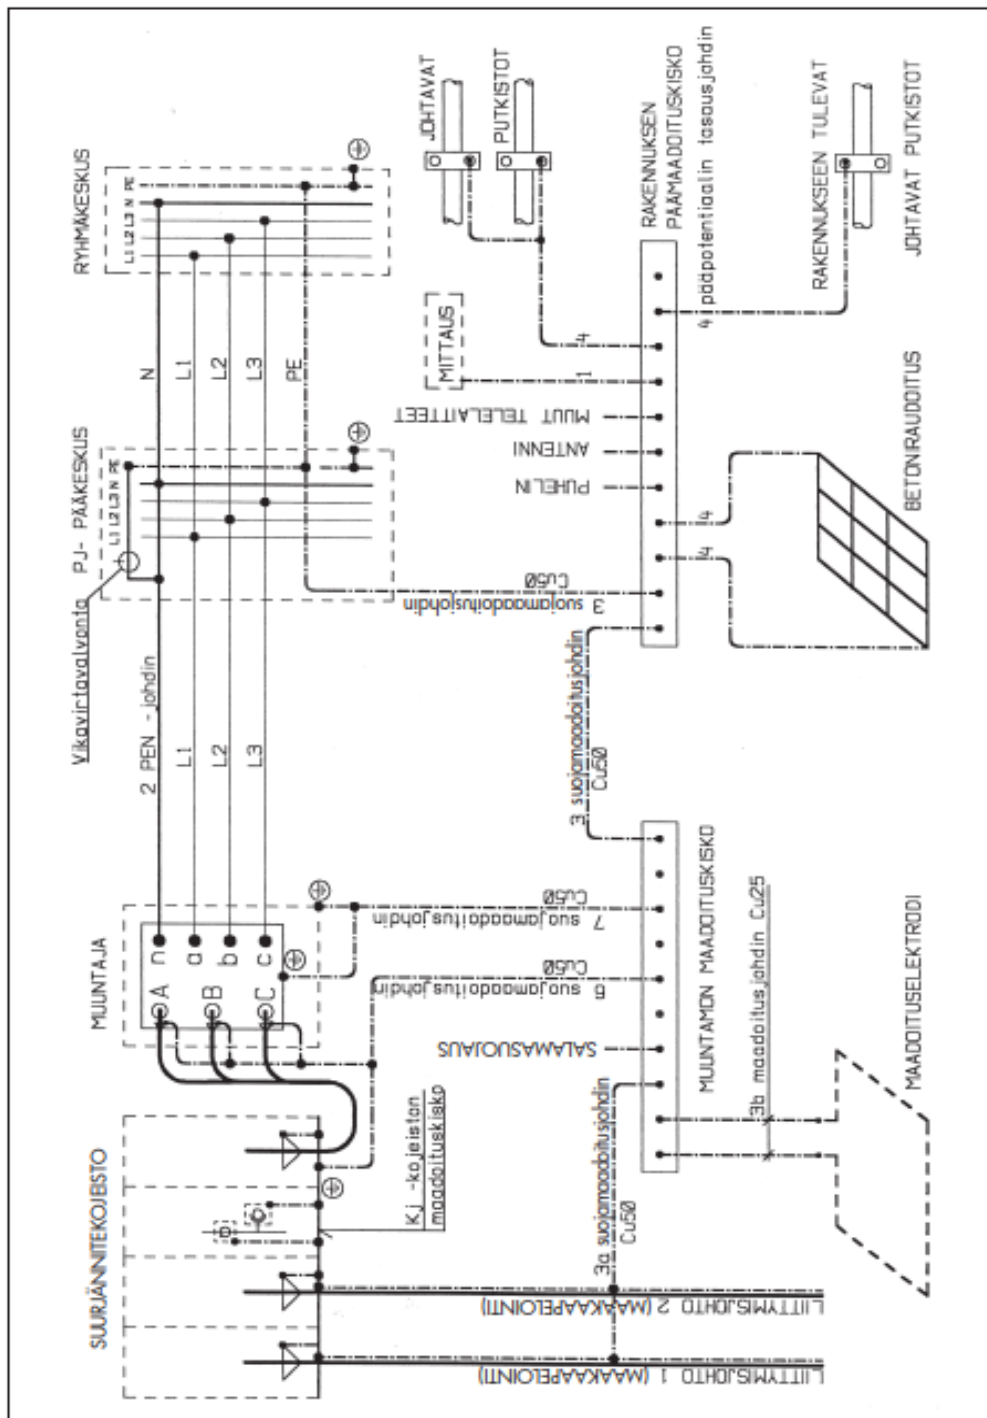 SUURJÄNNITEKOJEISTO
MUUNTAJA
PJ- PÄÄKESKUS
RYHMÄKESKUS
Vikavirtavalvonta
L1 L2 L3 N PE
L1 L2 L3 N PE
2 PEN -johdin
N
L1
L1
L2
L2
L3
L3
PE
n
a
b
c
A
B
C
Kj -kojeiston
maadoituskisko
LIITTYMISJOHTO 1 (MAAKAAPELOINTI)
LIITTYMISJOHTO 2 (MAAKAAPELOINTI)
3a suojamaadoitusjohdin
Cu50
SALAMASUOJAUS
6 suojamaadoitusjohdin
Cu50
7 suojamaadoitusjohdin
Cu50
3 suojamaadoitusjohdin
Cu50
3 suojamaadoitusjohdin
Cu50
MUUNTAMON MAADOITUSKISKO
3b maadoitusjohdin Cu25
MAADOITUSELEKTRODI
4
4
BETONIRAUDOITUS
PUHELIN
ANTENNI
MUUT TELELAITTEET
MITTAUS
1
4
JOHTAVAT
PUTKISTOT
RAKENNUKSEN
PÄÄMAADOITUSKISKO
4 pääpotentiaalin tasausjohdin
RAKENNUKSEEN TULEVAT
JOHTAVAT PUTKISTOT